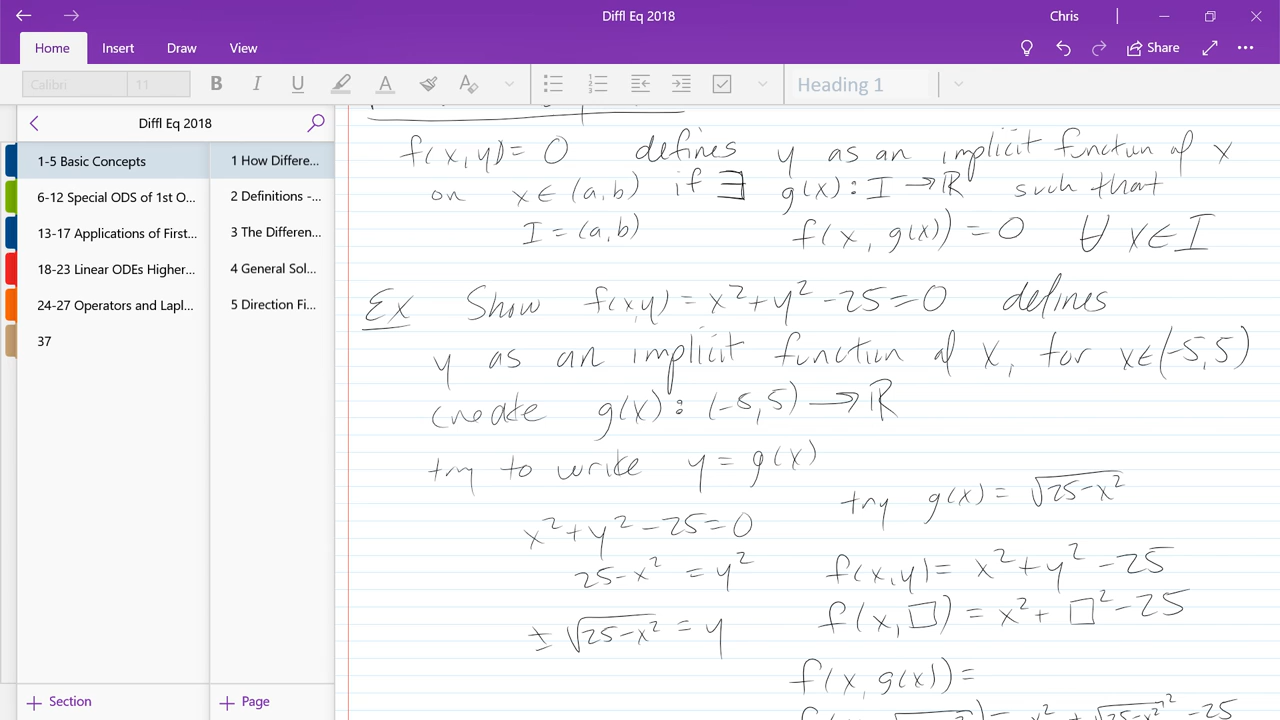 Diffl Eq 2018
Chris
Home
Insert
Draw
View
Share
Calibri
11
B
I
U
A
A
Heading 1
Diffl Eq 2018
1-5 Basic Concepts
6-12 Special ODS of 1st O...
13-17 Applications of First...
18-23 Linear ODEs Higher...
24-27 Operators and Lapl...
37
1 How Differe...
2 Definitions -...
3 The Differen...
4 General Sol...
5 Direction Fi...
+ Section
+ Page
f(x,y) = 0 defines y as an implicit function of x
on x ∈ (a,b) if ∃ g(x): I → ℝ such that
I = (a,b) f(x, g(x)) = 0 ∀ x ∈ I
Ex Show f(x,y) = x² + y² - 25 = 0 defines
y as an implicit function of x, for x ∈ (-5,5)
create g(x): (-5,5) → ℝ
try to write y = g(x)
try g(x) = √(25-x²)
x² + y² - 25 = 0
25 - x² = y²
± √(25-x²) = y
f(x,y) = x² + y² - 25
f(x,□) = x² + □² - 25
f(x, g(x)) =